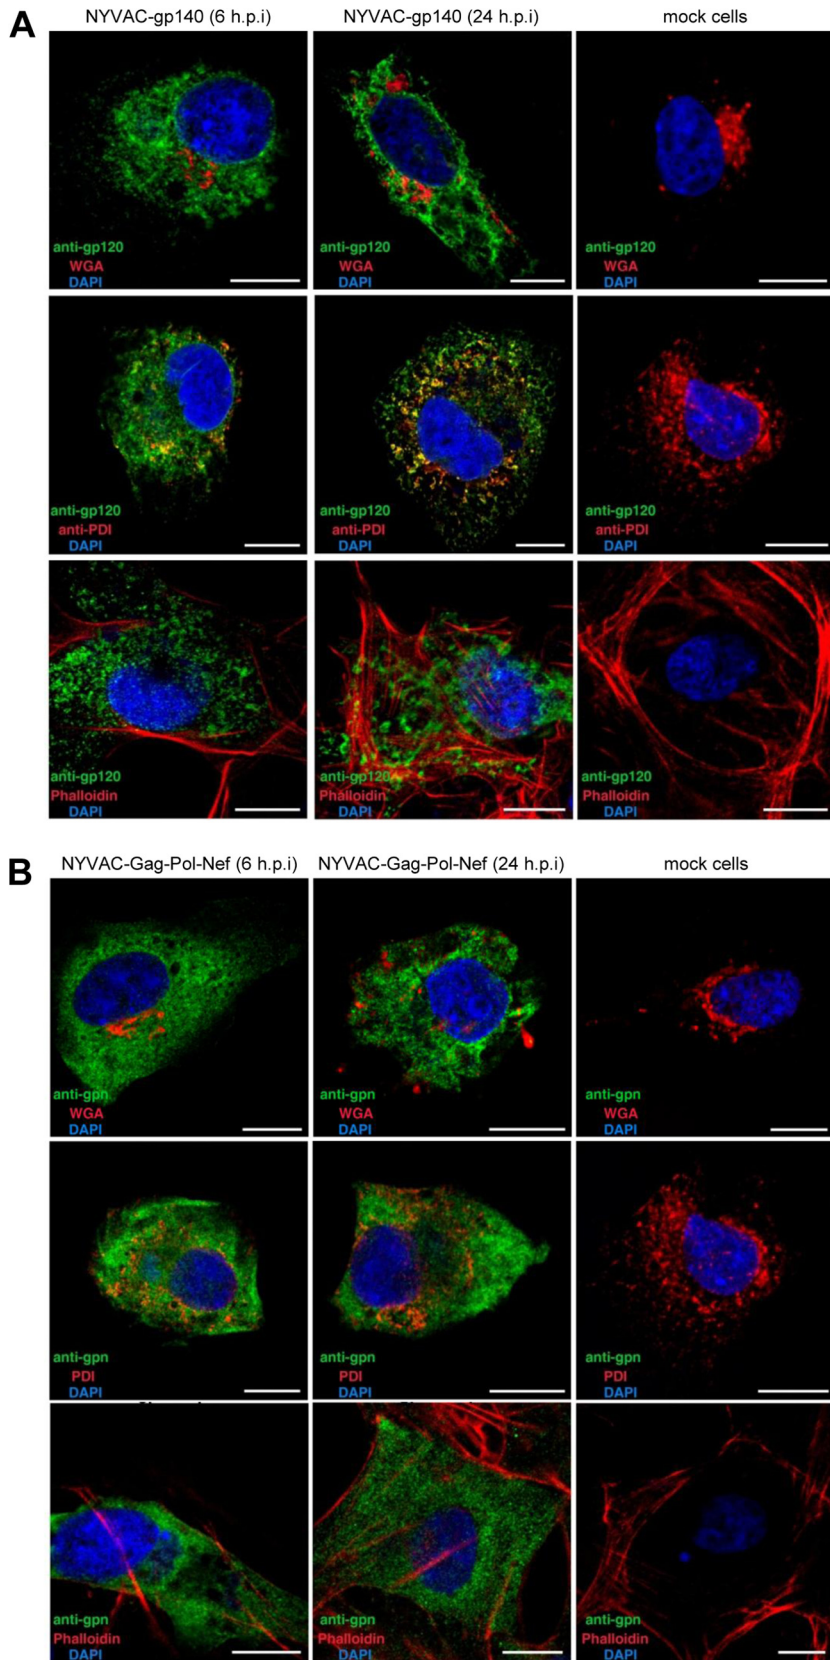 A
NYVAC-gp140 (6 h.p.i)
NYVAC-gp140 (24 h.p.i)
mock cells
anti-gp120
WGA
DAPI
anti-gp120
WGA
DAPI
anti-gp120
WGA
DAPI
anti-gp120
anti-PDI
DAPI
anti-gp120
anti-PDI
DAPI
anti-gp120
anti-PDI
DAPI
anti-gp120
Phalloidin
DAPI
anti-gp120
Phalloidin
DAPI
anti-gp120
Phalloidin
DAPI
B
NYVAC-Gag-Pol-Nef (6 h.p.i)
NYVAC-Gag-Pol-Nef (24 h.p.i)
mock cells
anti-gpn
WGA
DAPI
anti-gpn
WGA
DAPI
anti-gpn
WGA
DAPI
anti-gpn
PDI
DAPI
anti-gpn
PDI
DAPI
anti-gpn
PDI
DAPI
anti-gpn
Phalloidin
DAPI
anti-gpn
Phalloidin
DAPI
anti-gpn
Phalloidin
DAPI